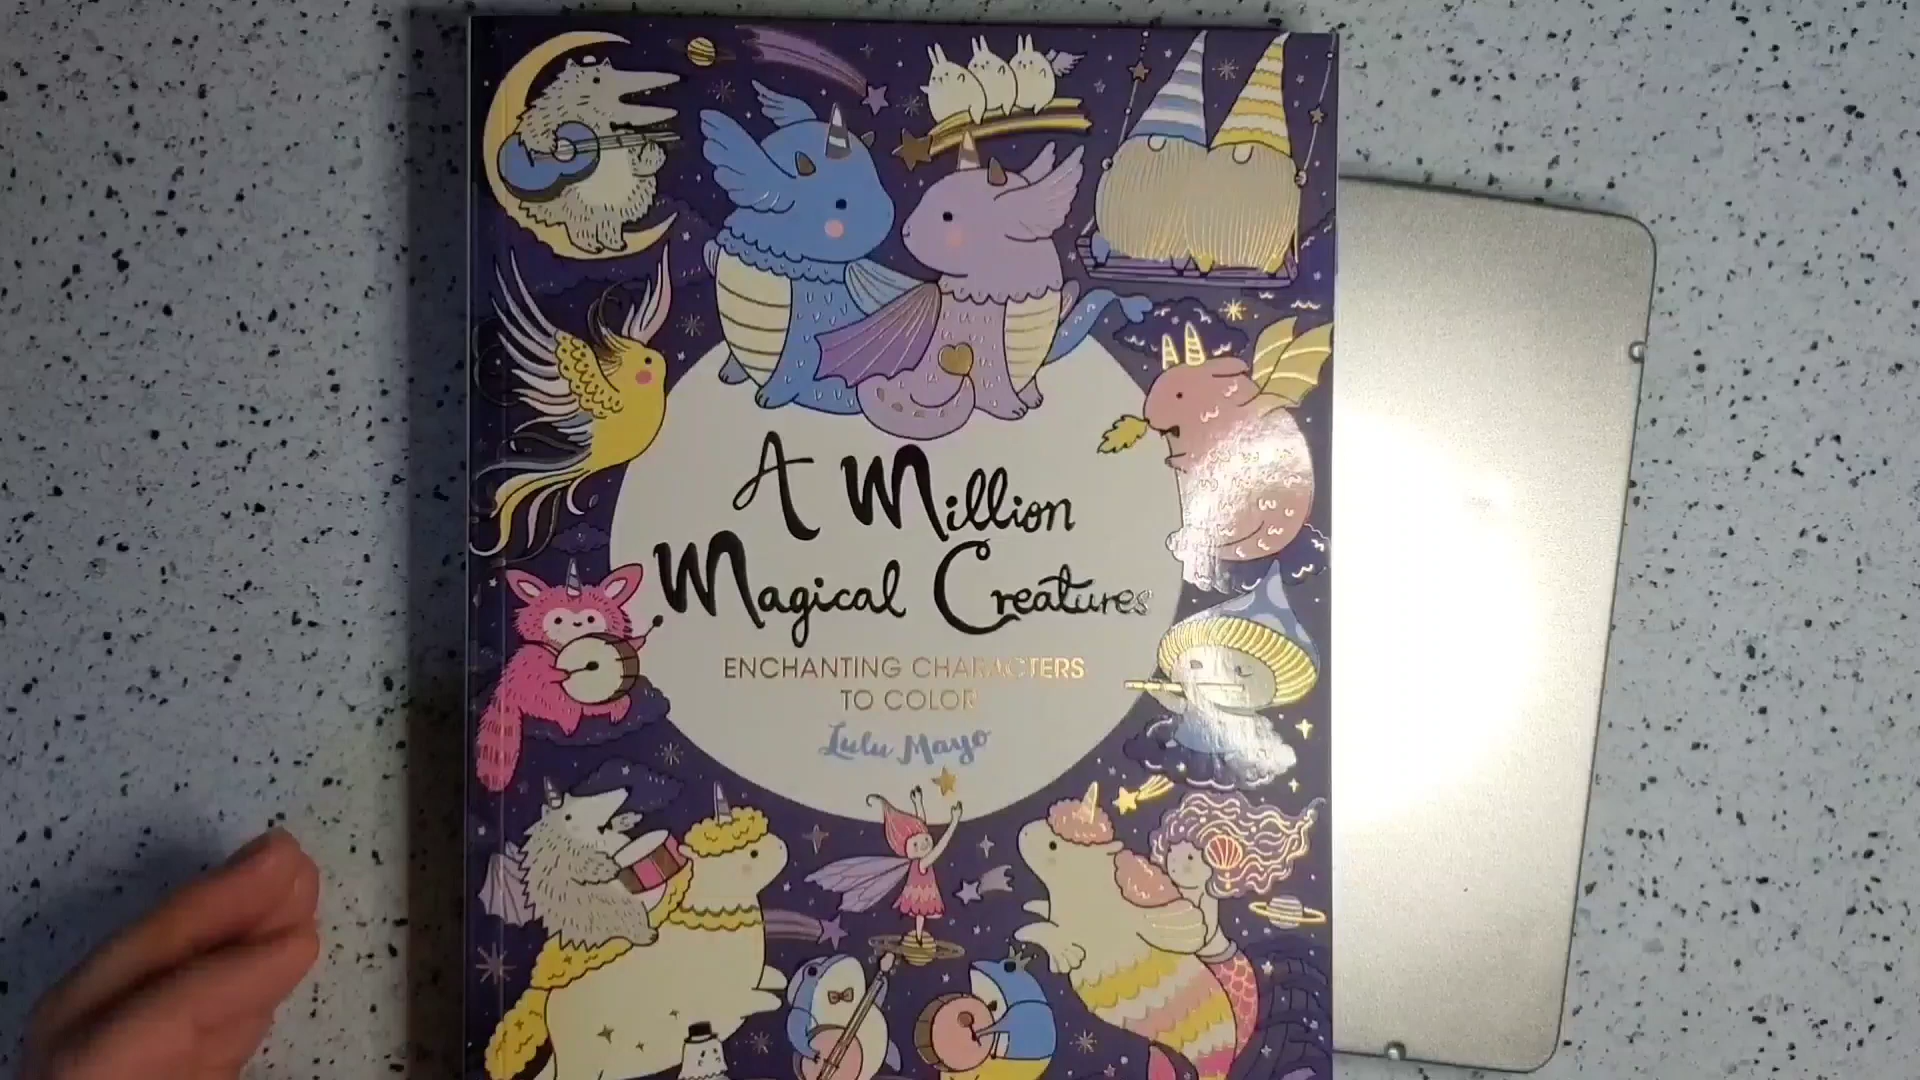 A Million
Magical Creatures
ENCHANTING CHARACTERS
TO COLOR
Lulu Mayo